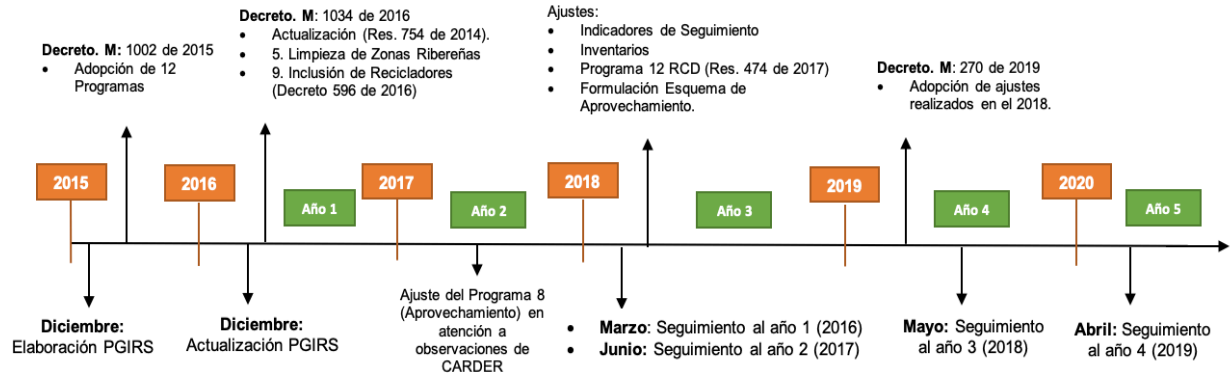 Decreto. M: 1002 de 2015
• Adopción de 12
Programas
Decreto. M: 1034 de 2016
• Actualización (Res. 754 de 2014).
• 5. Limpieza de Zonas Ribereñas
• 9. Inclusión de Recicladores
(Decreto 596 de 2016)
Ajustes:
• Indicadores de Seguimiento
• Inventarios
• Programa 12 RCD (Res. 474 de 2017)
• Formulación Esquema de
Aprovechamiento.
Decreto. M: 270 de 2019
• Adopción de ajustes
realizados en el 2018.
2015
2016
Año 1
2017
Año 2
2018
Año 3
2019
Año 4
2020
Año 5
Diciembre:
Elaboración PGIRS
Diciembre:
Actualización PGIRS
Ajuste del Programa 8
(Aprovechamiento) en
atención a
observaciones de
CARDER
• Marzo: Seguimiento al año 1 (2016)
• Junio: Seguimiento al año 2 (2017)
Mayo: Seguimiento
al año 3 (2018)
Abril: Seguimiento
al año 4 (2019)